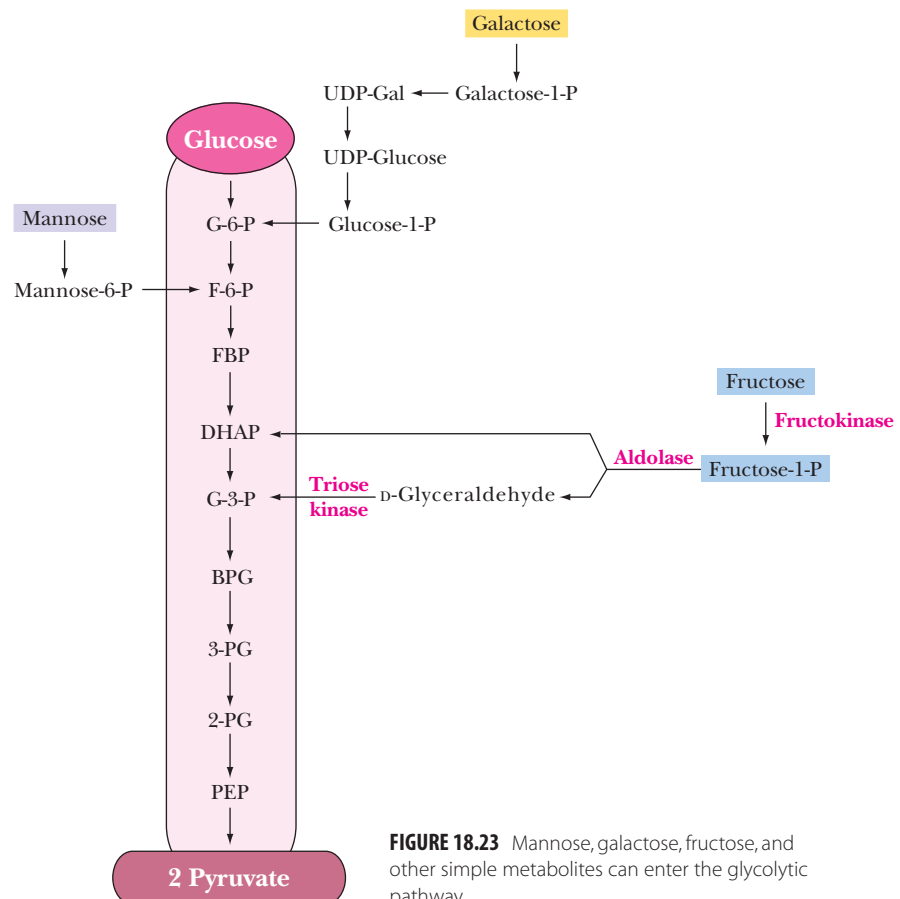 Galactose
UDP-Gal
Galactose-1-P
Glucose
UDP-Glucose
Mannose
G-6-P
Glucose-1-P
Mannose-6-P
F-6-P
FBP
Fructose
Fructokinase
DHAP
Aldolase
Fructose-1-P
G-3-P
Triose
kinase
D-Glyceraldehyde
BPG
3-PG
2-PG
PEP
2 Pyruvate
FIGURE 18.23 Mannose, galactose, fructose, and
other simple metabolites can enter the glycolytic
pathway